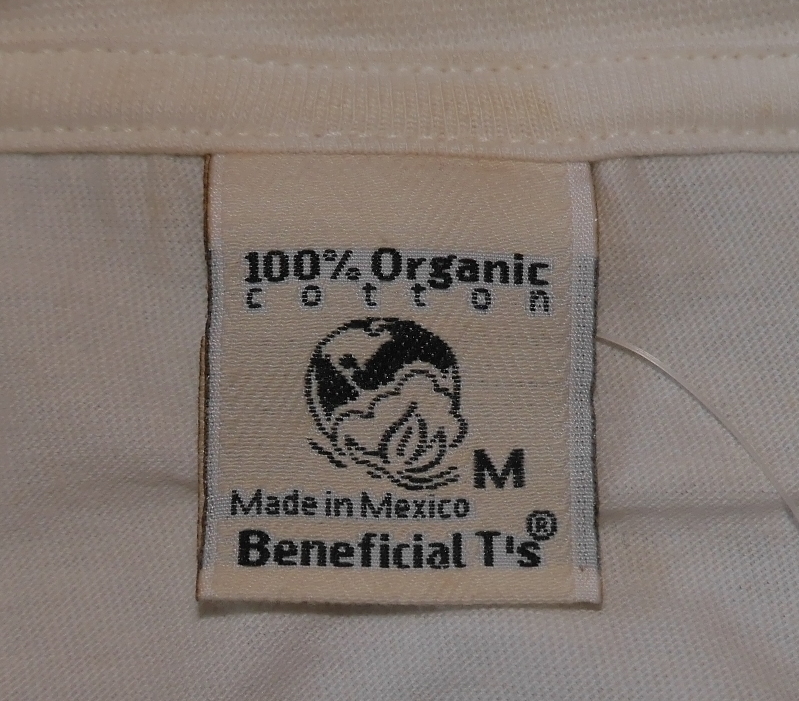 100% Organic
cotton
M
Made in Mexico
Beneficial T's®